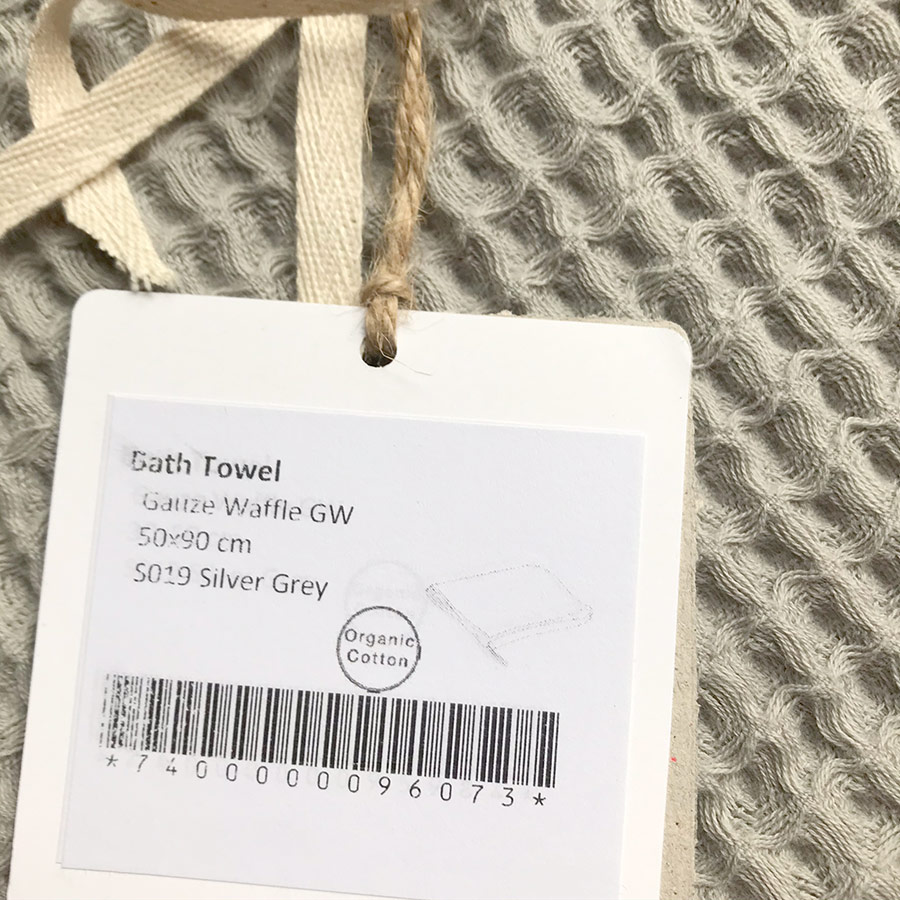 Bath Towel
Gauze Waffle GW
50x90 cm
S019 Silver Grey
Organic
Cotton
*7400000096073*